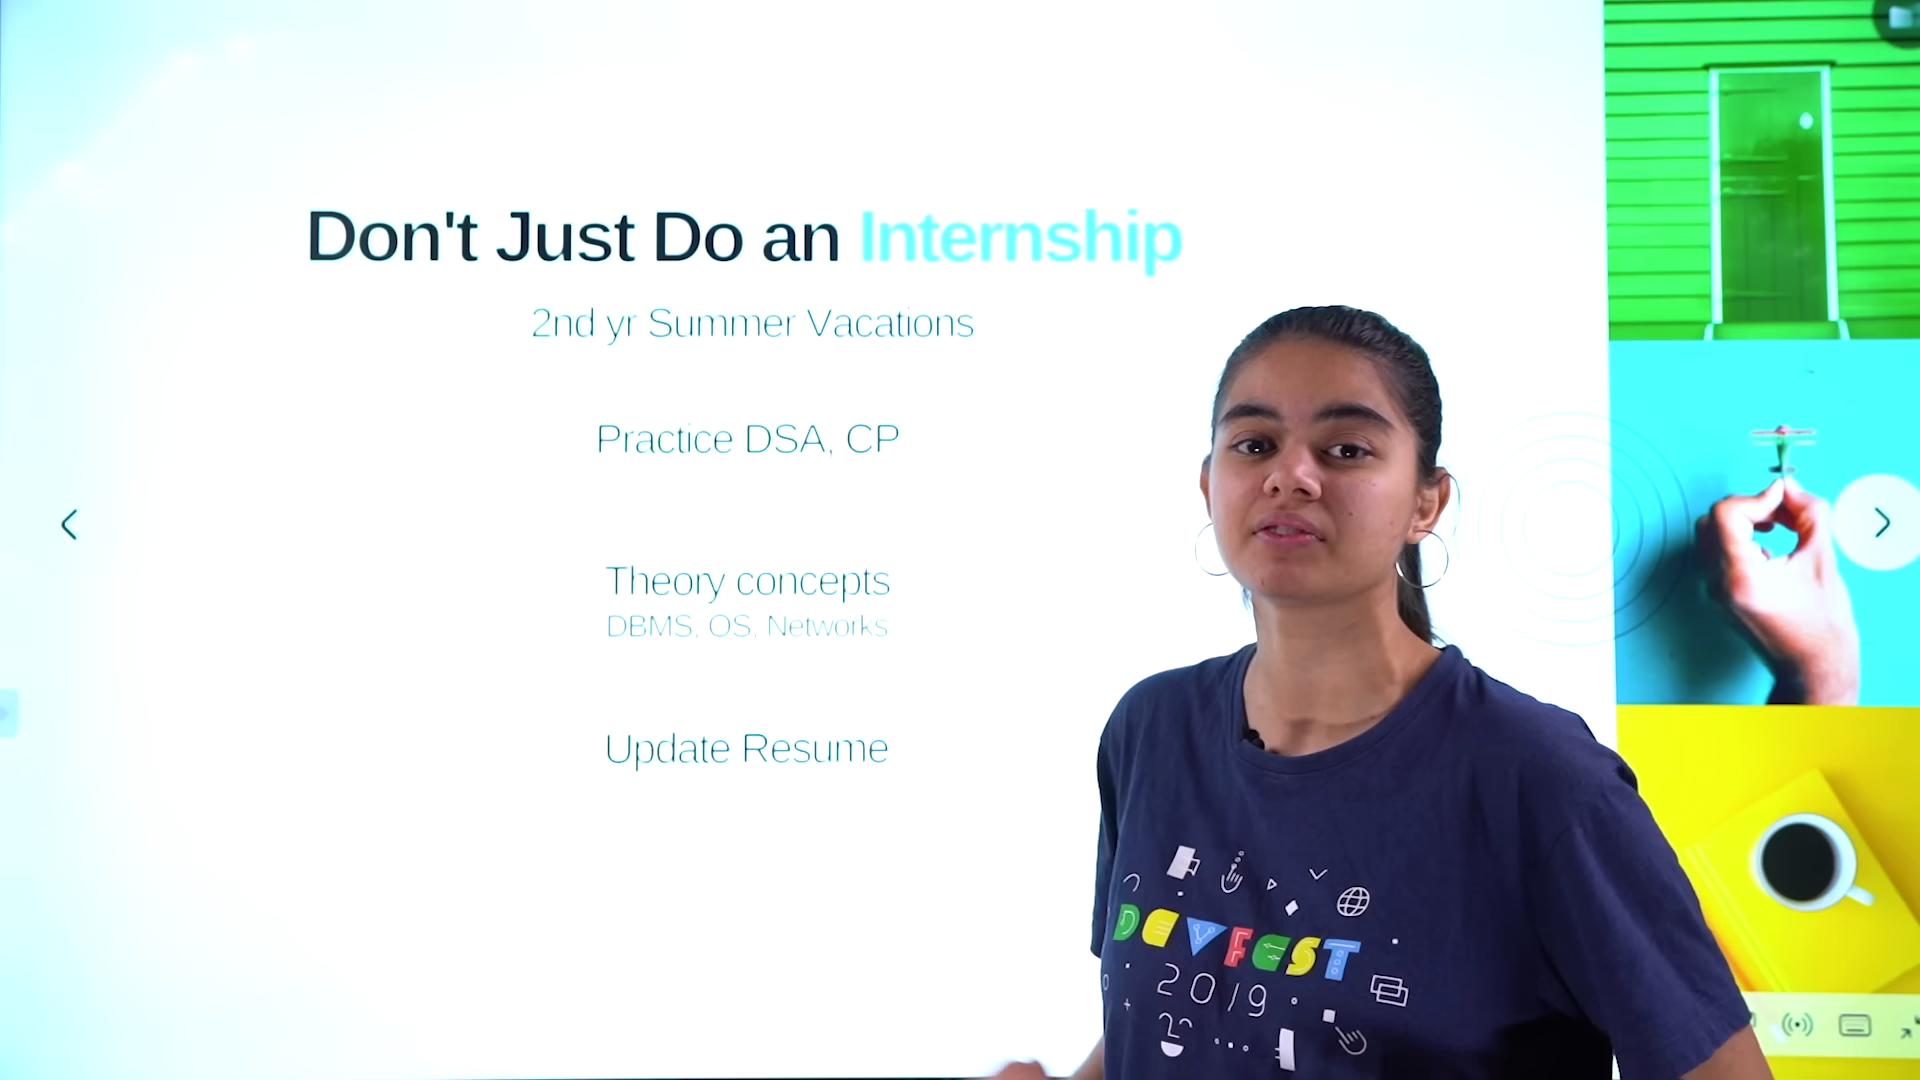 Don't Just Do an Internship
2nd yr Summer Vacations
Practice DSA, CP
Theory concepts
DBMS, OS, Networks
Update Resume
DEVFEST
2019